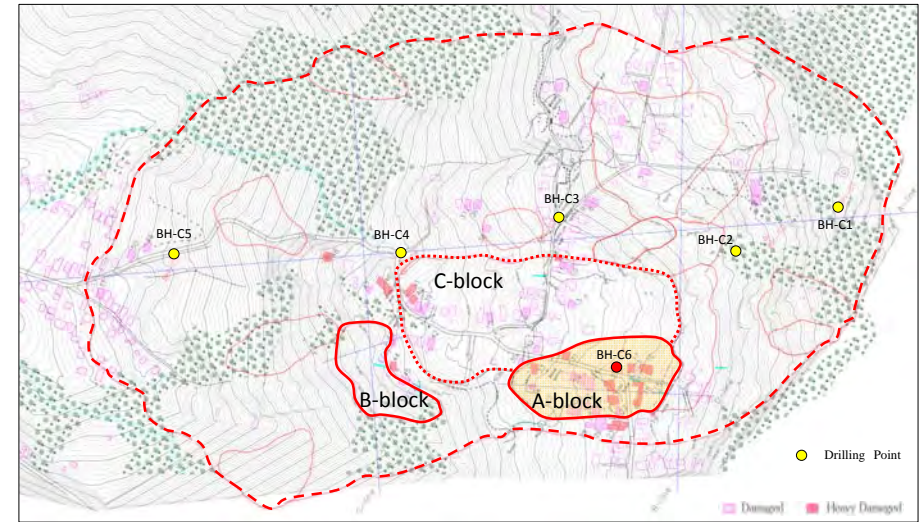 BH-C3
BH-C1
BH-C5
BH-C4
BH-C2
C-block
BH-C6
B-block
A-block
Drilling Point
Damaged
Heavy Damaged